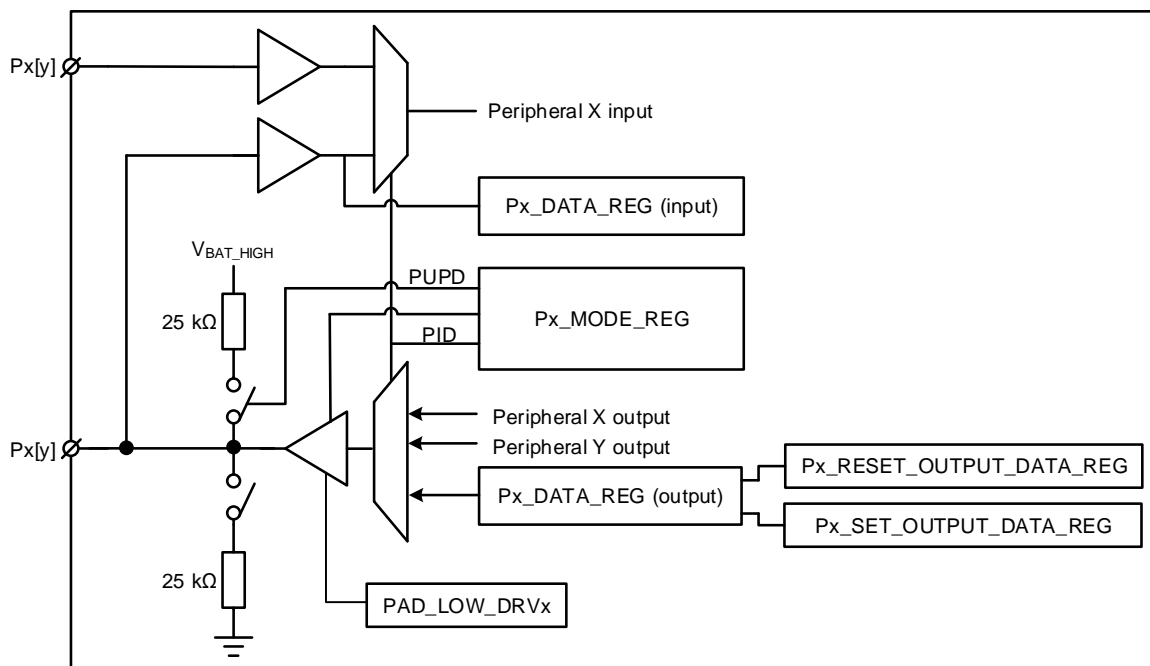 Px[y]
Peripheral X input
Px_DATA_REG (input)
VBAT_HIGH
PUPD
25 kΩ
Px_MODE_REG
PID
Peripheral X output
Px[y]
Peripheral Y output
Px_RESET_OUTPUT_DATA_REG
Px_DATA_REG (output)
Px_SET_OUTPUT_DATA_REG
25 kΩ
PAD_LOW_DRVx